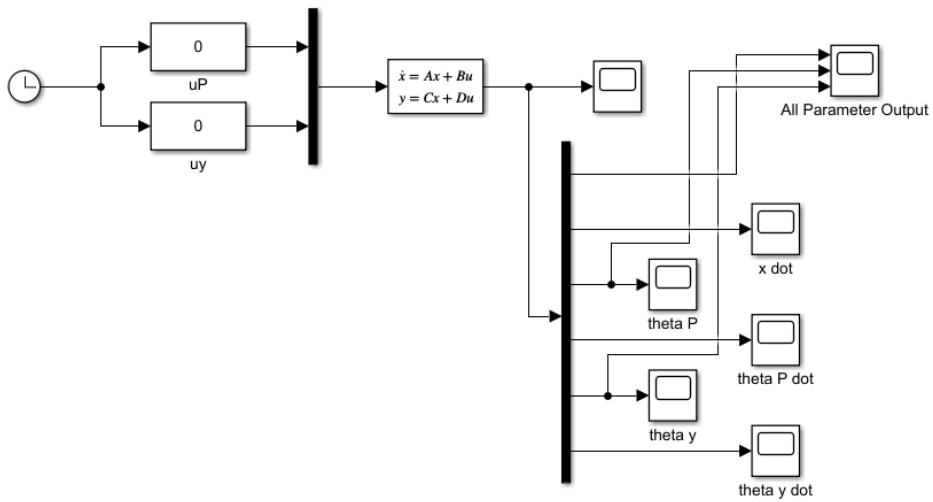 0
uP
0
uy
ẋ = Ax + Bu
y = Cx + Du
All Parameter Output
x dot
theta P
theta P dot
theta y
theta y dot